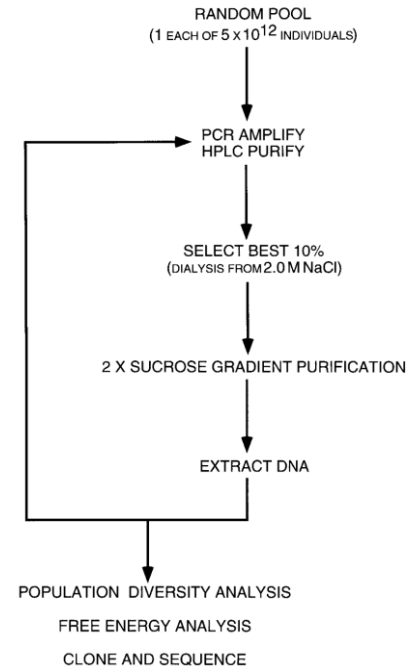 RANDOM POOL
(1 EACH OF 5 x 10¹² INDIVIDUALS)
PCR AMPLIFY
HPLC PURIFY
SELECT BEST 10%
(DIALYSIS FROM 2.0 M NaCl)
2 X SUCROSE GRADIENT PURIFICATION
EXTRACT DNA
POPULATION DIVERSITY ANALYSIS
FREE ENERGY ANALYSIS
CLONE AND SEQUENCE